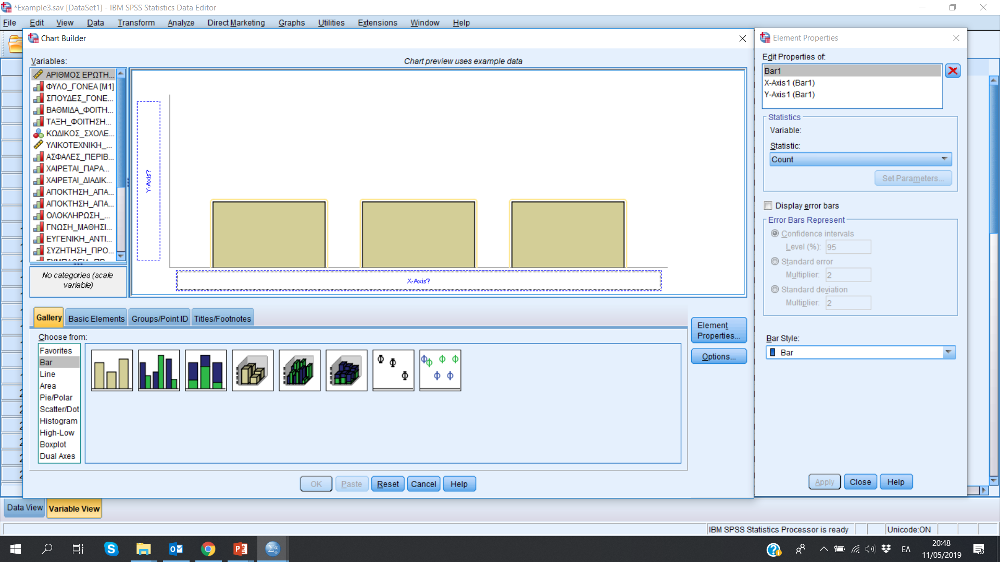 *Example3.sav [DataSet1] - IBM SPSS Statistics Data Editor
File Edit View Data Transform Analyze Direct Marketing Graphs Utilities Extensions Window Help
Chart Builder
Variables:
Chart preview uses example data
ΑΡΙΘΜΟΣ ΕΡΩΤΗ...
ΦΥΛΟ_ΓΟΝΕΑ [M1]
ΣΠΟΥΔΕΣ_ΓΟΝΕ...
ΒΑΘΜΙΔΑ_ΦΟΙΤΗ...
ΤΑΞΗ_ΦΟΙΤΗΣΗ...
ΚΩΔΙΚΟΣ_ΣΧΟΛΕ...
ΥΛΙΚΟΤΕΧΝΙΚΗ_...
ΑΣΦΑΛΕΣ_ΠΕΡΙΒ...
ΧΑΙΡΕΤΑΙ_ΠΑΡΑ...
ΧΑΙΡΕΤΑΙ_ΔΙΑΔΙΚ...
ΑΠΟΚΤΗΣΗ_ΑΠΑ...
ΑΠΟΚΤΗΣΗ_ΑΠΑ...
ΟΛΟΚΛΗΡΩΣΗ_...
ΓΝΩΣΗ_ΜΑΘΗΣΙ...
ΕΥΓΕΝΙΚΗ_ΑΝΤΙ...
ΣΥΖΗΤΗΣΗ_ΠΡΟ...
No categories (scale
variable)
Y-Axis?
X-Axis?
Gallery Basic Elements Groups/Point ID Titles/Footnotes
Choose from:
Favorites
Bar
Line
Area
Pie/Polar
Scatter/Dot
Histogram
High-Low
Boxplot
Dual Axes
Element
Properties...
Options...
OK Paste Reset Cancel Help
Element Properties
Edit Properties of:
Bar1
X-Axis1 (Bar1)
Y-Axis1 (Bar1)
Statistics
Variable:
Statistic:
Count
Set Parameters...
Display error bars
Error Bars Represent
Confidence intervals
Level (%): 95
Standard error
Multiplier: 2
Standard deviation
Multiplier: 2
Bar Style:
Bar
Apply Close Help
Data View Variable View
IBM SPSS Statistics Processor is ready Unicode:ON
ΕΛ
20:48
11/05/2019